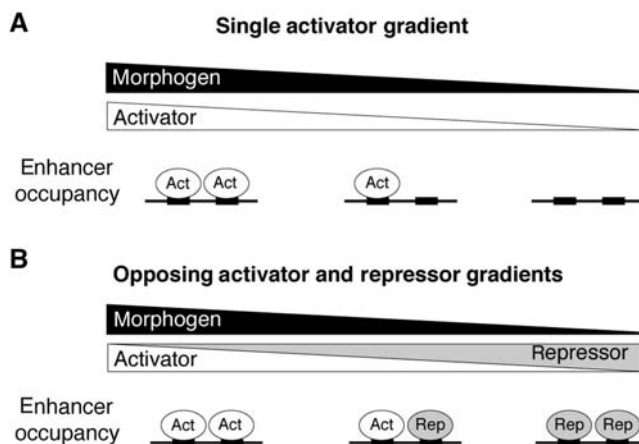 A
Single activator gradient
Morphogen
Activator
Enhancer
occupancy
Act Act Act
B
Opposing activator and repressor gradients
Morphogen
Activator Repressor
Enhancer
occupancy
Act Act Act Rep Rep Rep